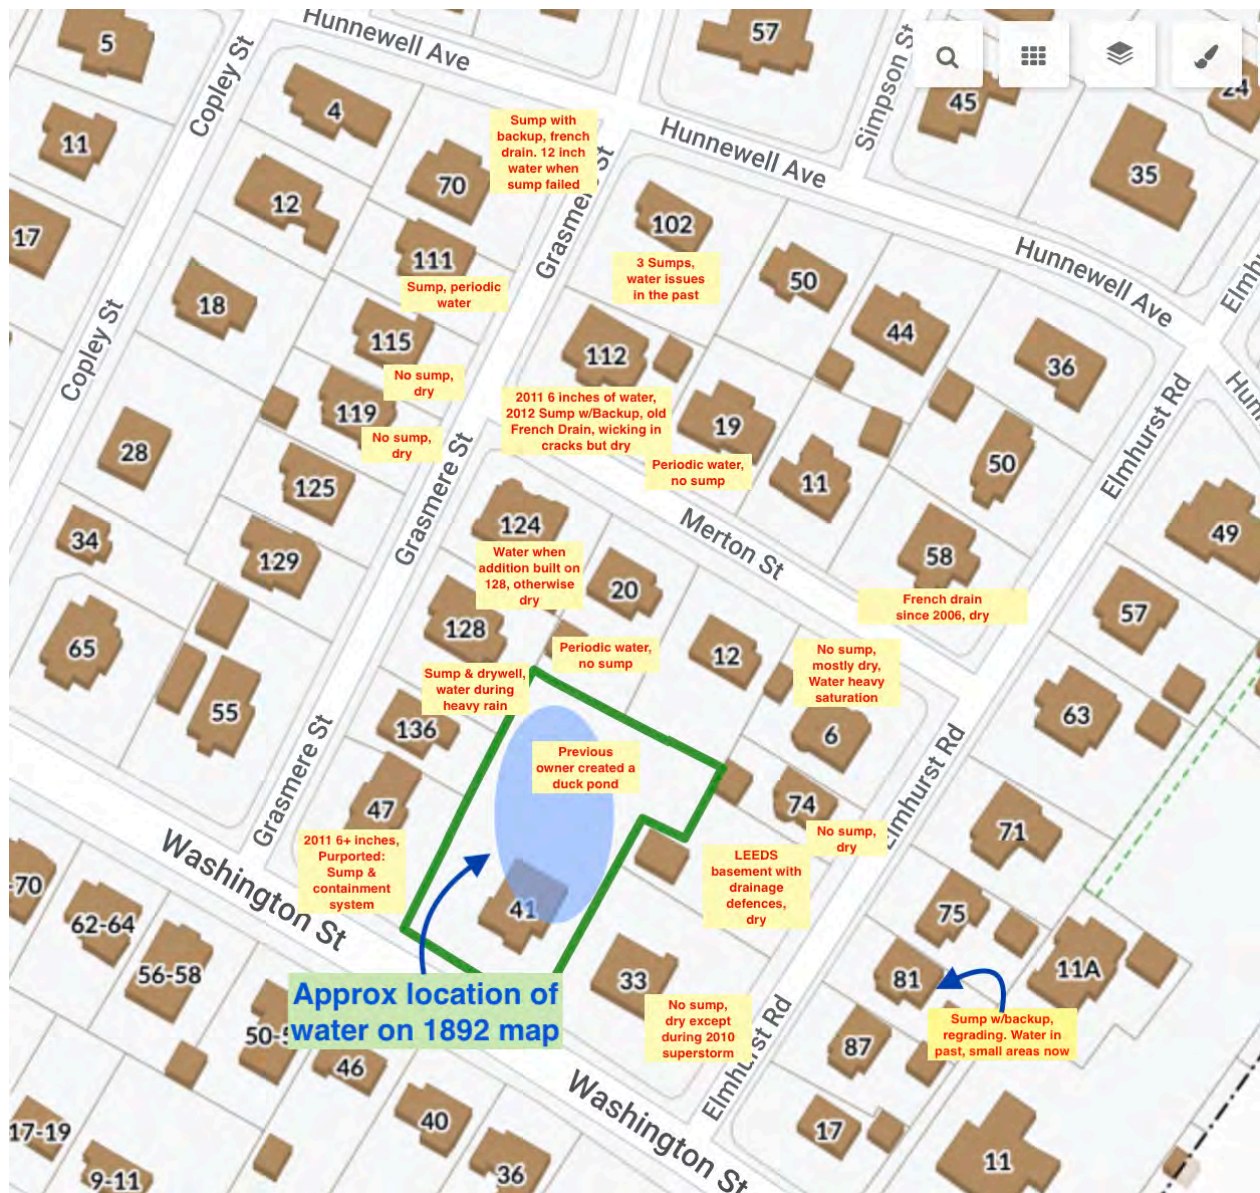 Hunnewell Ave
57
Simpson St
5
Copley St
4
45
24
11
Sump with
backup, french
drain. 12 inch
water when
sump failed
Hunnewell Ave
35
70
12
Grasmere St
102
17
111
Sump, periodic
water
3 Sumps,
water issues
in the past
50
Hunnewell Ave
18
Copley St
115
112
44
36
No sump,
dry
119
2011 6 inches of water,
2012 Sump w/Backup, old
French Drain, wicking in
cracks but dry
19
Elmhurst Rd
No sump,
dry
28
Periodic water,
no sump
11
50
125
Grasmere St
124
Merton St
49
34
129
Water when
addition built on
128, otherwise
dry
20
58
French drain
since 2006, dry
57
65
128
Periodic water,
no sump
12
No sump,
mostly dry,
Water heavy
saturation
Sump & drywell,
water during
heavy rain
55
136
6
63
Previous
owner created a
duck pond
47
74
Elmhurst Rd
Grasmere St
No sump,
dry
71
2011 6+ inches,
Purported:
Sump &
containment
system
LEEDS
basement with
drainage
defences,
dry
Washington St
-70
62-64
41
75
56-58
33
81
11A
Approx location of
water on 1892 map
No sump,
dry except
during 2010
superstorm
Elmhurst Rd
Sump w/backup,
regrading. Water in
past, small areas now
87
46
Washington St
40
17-19
17
36
11
9-11